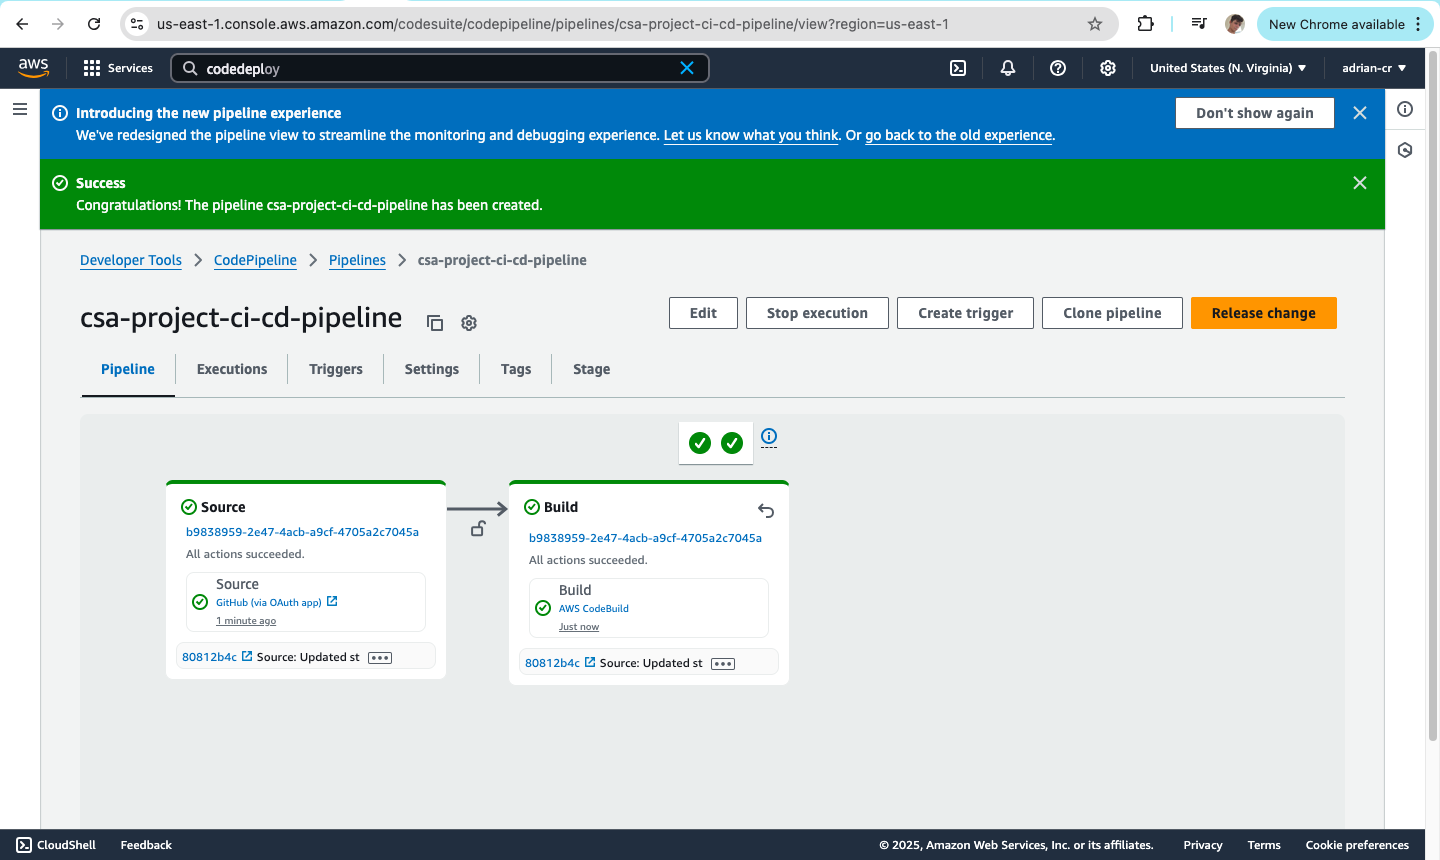 us-east-1.console.aws.amazon.com/codesuite/codepipeline/pipelines/csa-project-ci-cd-pipeline/view?region=us-east-1
New Chrome available
aws
Services
codedeploy
United States (N. Virginia)
adrian-cr
Introducing the new pipeline experience
We've redesigned the pipeline view to streamline the monitoring and debugging experience. Let us know what you think. Or go back to the old experience.
Don't show again
Success
Congratulations! The pipeline csa-project-ci-cd-pipeline has been created.
Developer Tools
CodePipeline
Pipelines
csa-project-ci-cd-pipeline
csa-project-ci-cd-pipeline
Edit
Stop execution
Create trigger
Clone pipeline
Release change
Pipeline
Executions
Triggers
Settings
Tags
Stage
Source
b9838959-2e47-4acb-a9cf-4705a2c7045a
All actions succeeded.
Source
GitHub (via OAuth app)
1 minute ago
80812b4c Source: Updated st
Build
b9838959-2e47-4acb-a9cf-4705a2c7045a
All actions succeeded.
Build
AWS CodeBuild
Just now
80812b4c Source: Updated st
CloudShell
Feedback
© 2025, Amazon Web Services, Inc. or its affiliates.
Privacy
Terms
Cookie preferences